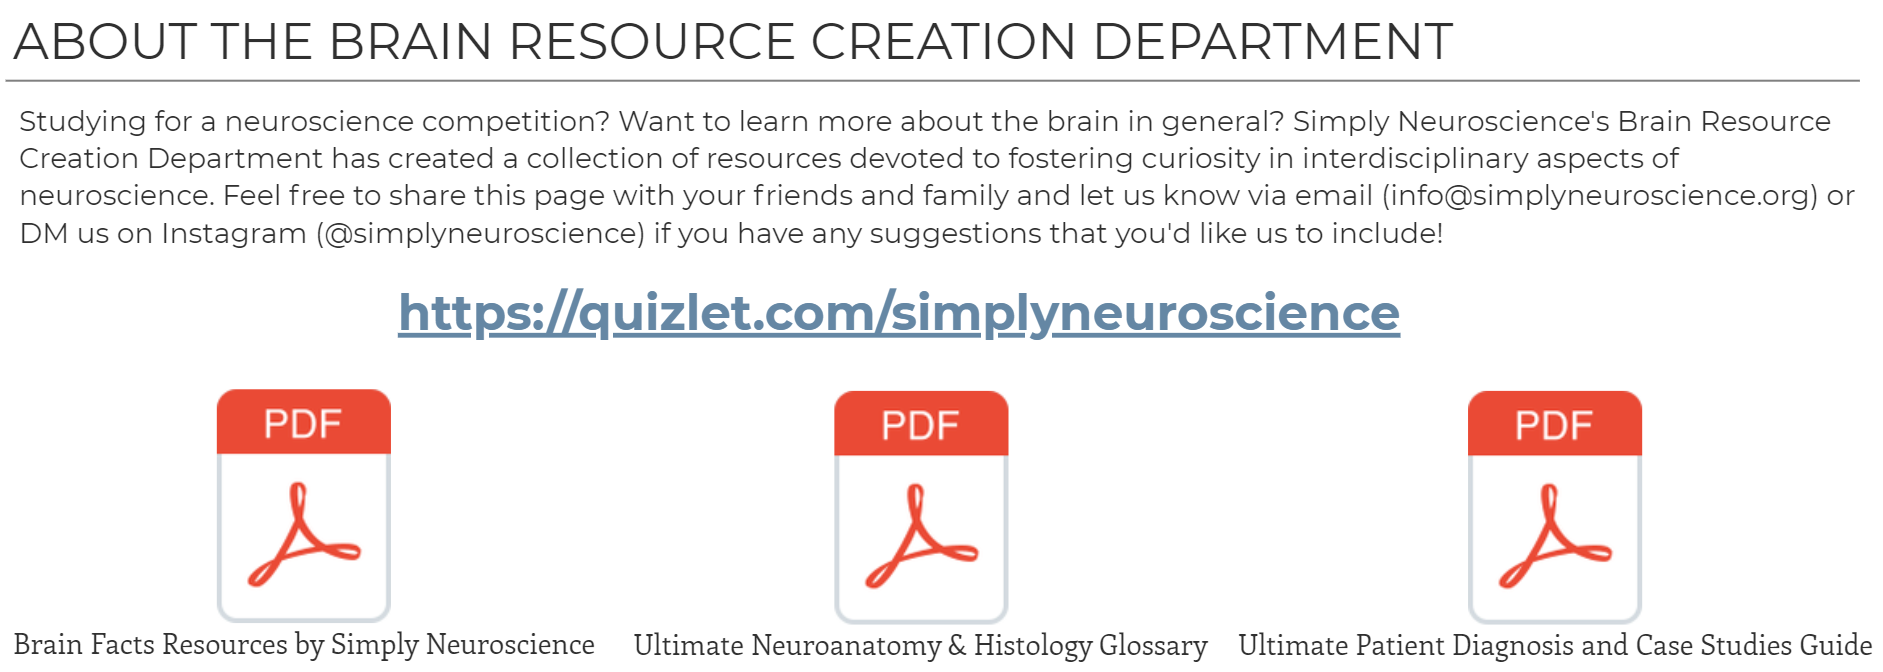 ABOUT THE BRAIN RESOURCE CREATION DEPARTMENT
Studying for a neuroscience competition? Want to learn more about the brain in general? Simply Neuroscience's Brain Resource
Creation Department has created a collection of resources devoted to fostering curiosity in interdisciplinary aspects of
neuroscience. Feel free to share this page with your friends and family and let us know via email (info@simplyneuroscience.org) or
DM us on Instagram (@simplyneuroscience) if you have any suggestions that you'd like us to include!
https://quizlet.com/simplyneuroscience
PDF
PDF
PDF
Brain Facts Resources by Simply Neuroscience
Ultimate Neuroanatomy & Histology Glossary
Ultimate Patient Diagnosis and Case Studies Guide